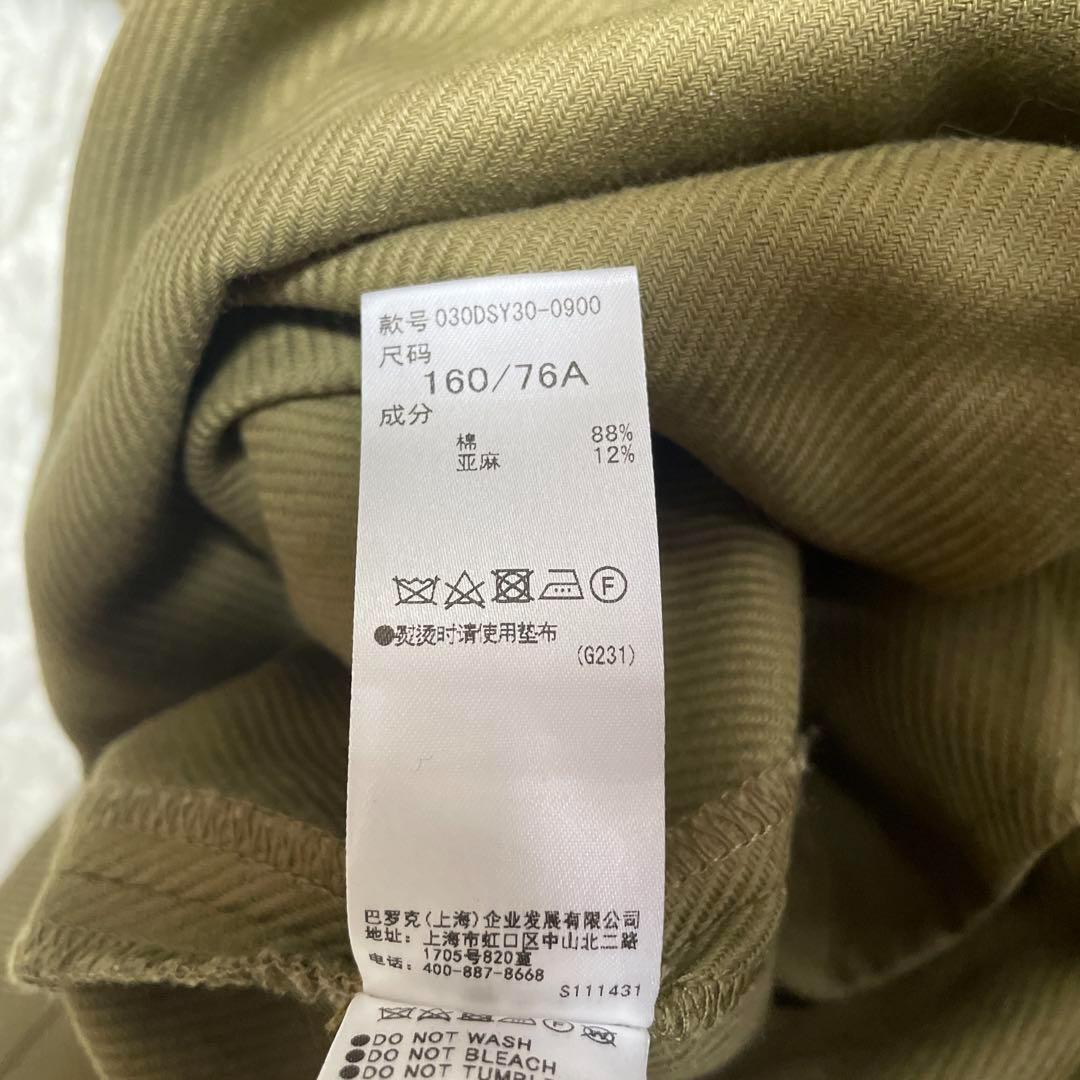 款号 030DSY30-0900
尺码
160/76A
成分
棉 88%
亚麻 12%
F
●熨烫时请使用垫布
(G231)
巴罗克(上海)企业发展有限公司
地址: 上海市虹口区中山北二路
1705号820室
电话: 400-887-8668
S111431
●DO NOT WASH
●DO NOT BLEACH
●DO NOT TUMBLE